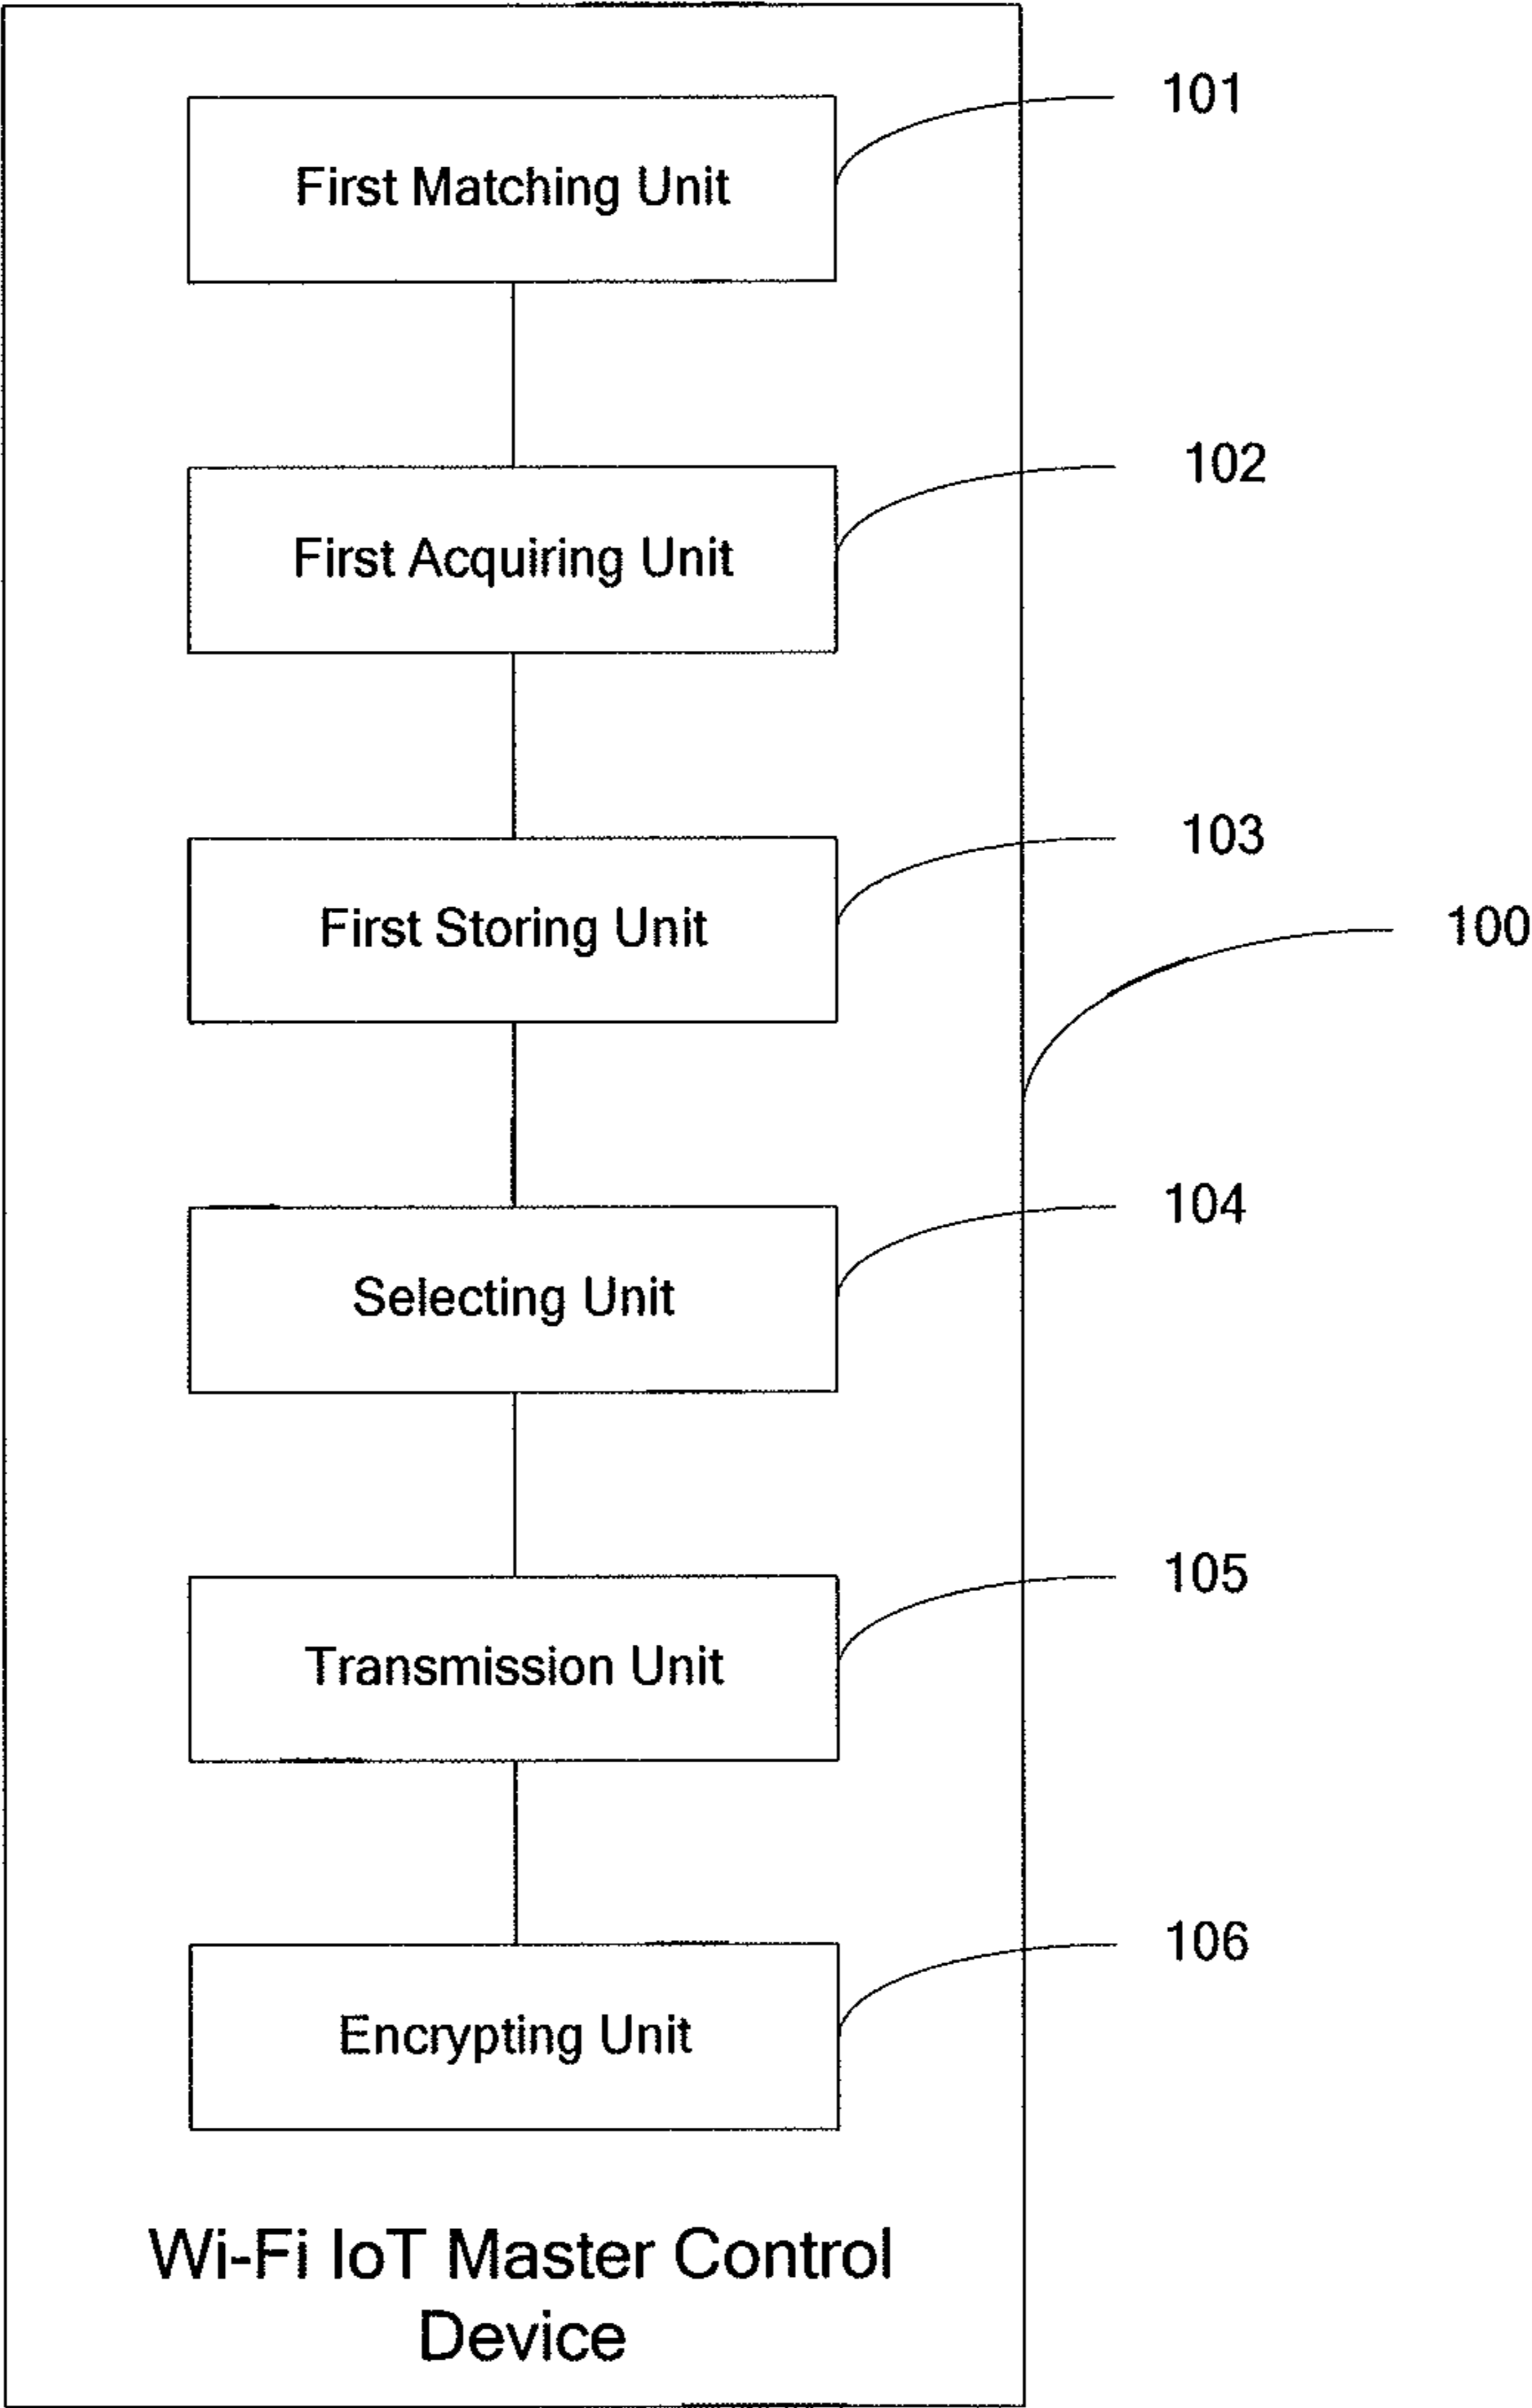 101
First Matching Unit
102
First Acquiring Unit
103
First Storing Unit
100
104
Selecting Unit
105
Transmission Unit
106
Encrypting Unit
Wi-Fi IoT Master Control
Device